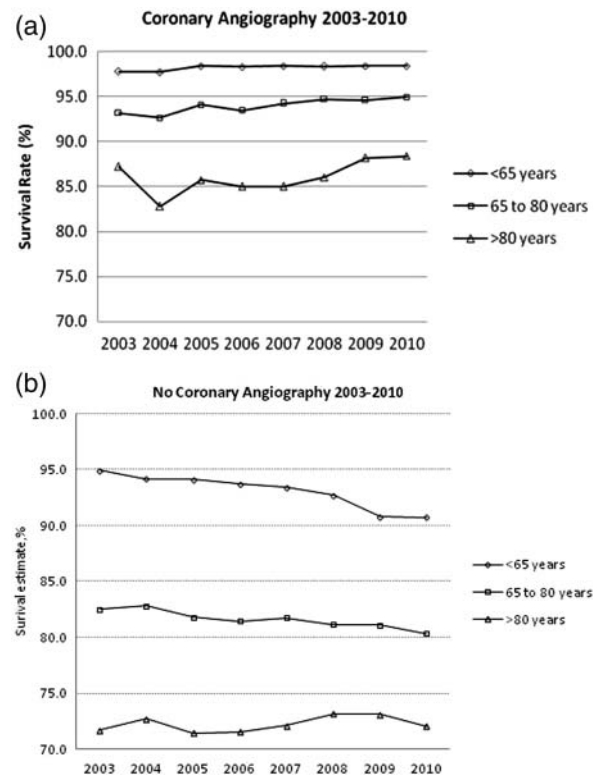 (a)
Coronary Angiography 2003-2010
100.0
95.0
90.0
85.0
80.0
75.0
70.0
Survival Rate (%)
2003 2004 2005 2006 2007 2008 2009 2010
<65 years
65 to 80 years
>80 years
(b)
No Coronary Angiography 2003-2010
100.0
95.0
90.0
85.0
80.0
75.0
70.0
Surival estimate,%
2003 2004 2005 2006 2007 2008 2009 2010
<65 years
65 to 80 years
>80 years